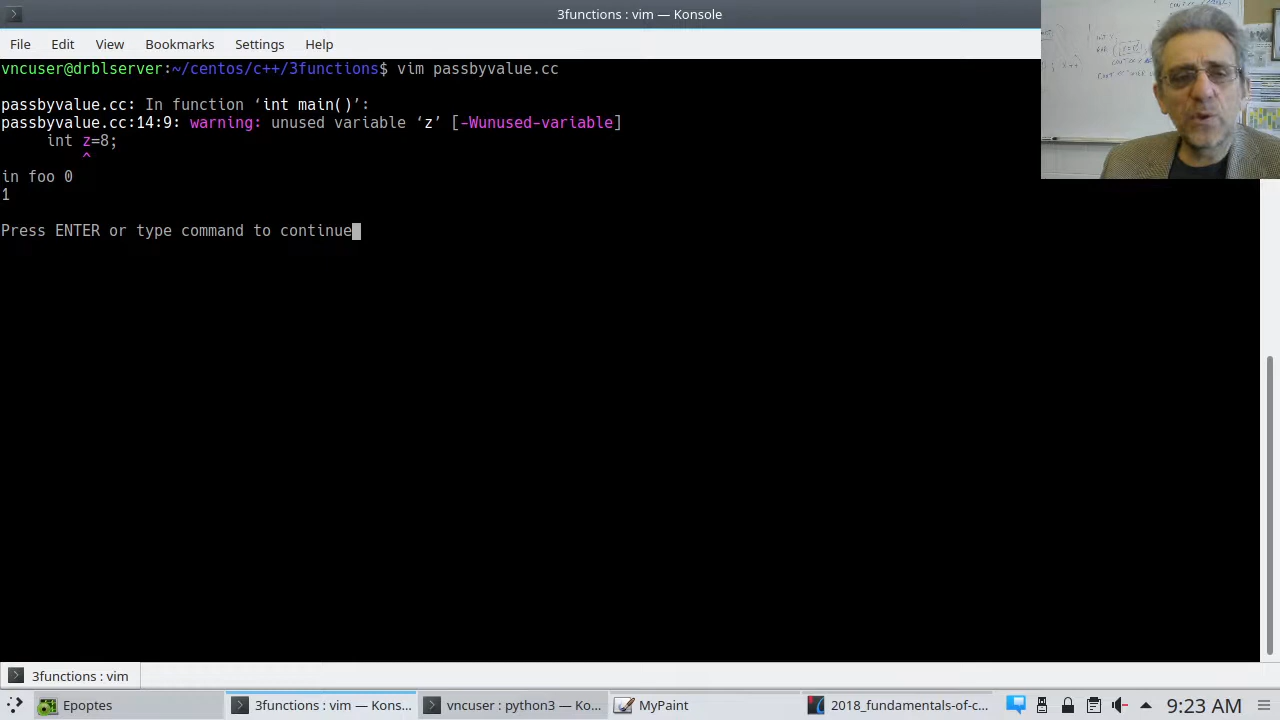 3functions : vim — Konsole
File Edit View Bookmarks Settings Help
vncuser@drblserver:~/centos/c++/3functions$ vim passbyvalue.cc
passbyvalue.cc: In function ‘int main()’:
passbyvalue.cc:14:9: warning: unused variable ‘z’ [-Wunused-variable]
int z=8;
^
in foo 0
1
Press ENTER or type command to continue
3functions : vim
Epoptes 3functions : vim — Kons... vncuser : python3 — Ko... MyPaint 2018_fundamentals-of-c... 9:23 AM